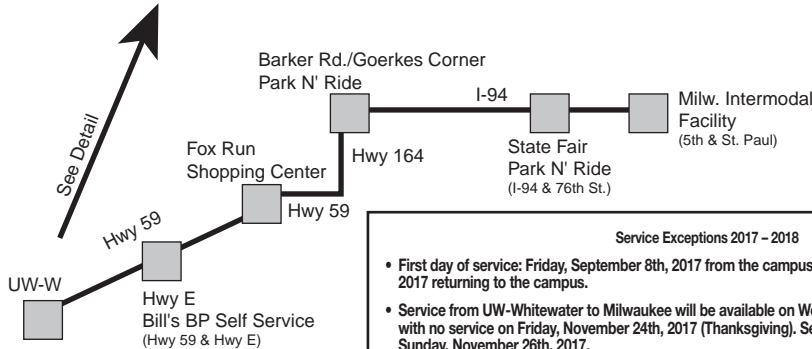 Barker Rd./Goerkes Corner
Park N' Ride
I-94
Milw. Intermodal
Facility
(5th & St. Paul)
See Detail
Fox Run
Shopping Center
Hwy 164
State Fair
Park N' Ride
(I-94 & 76th St.)
Hwy 59
Hwy 59
UW-W
Hwy E
Bill's BP Self Service
(Hwy 59 & Hwy E)
Service Exceptions 2017 – 2018
• First day of service: Friday, September 8th, 2017 from the campus
2017 returning to the campus.
• Service from UW-Whitewater to Milwaukee will be available on
with no service on Friday, November 24th, 2017 (Thanksgiving).
Sunday, November 26th, 2017.